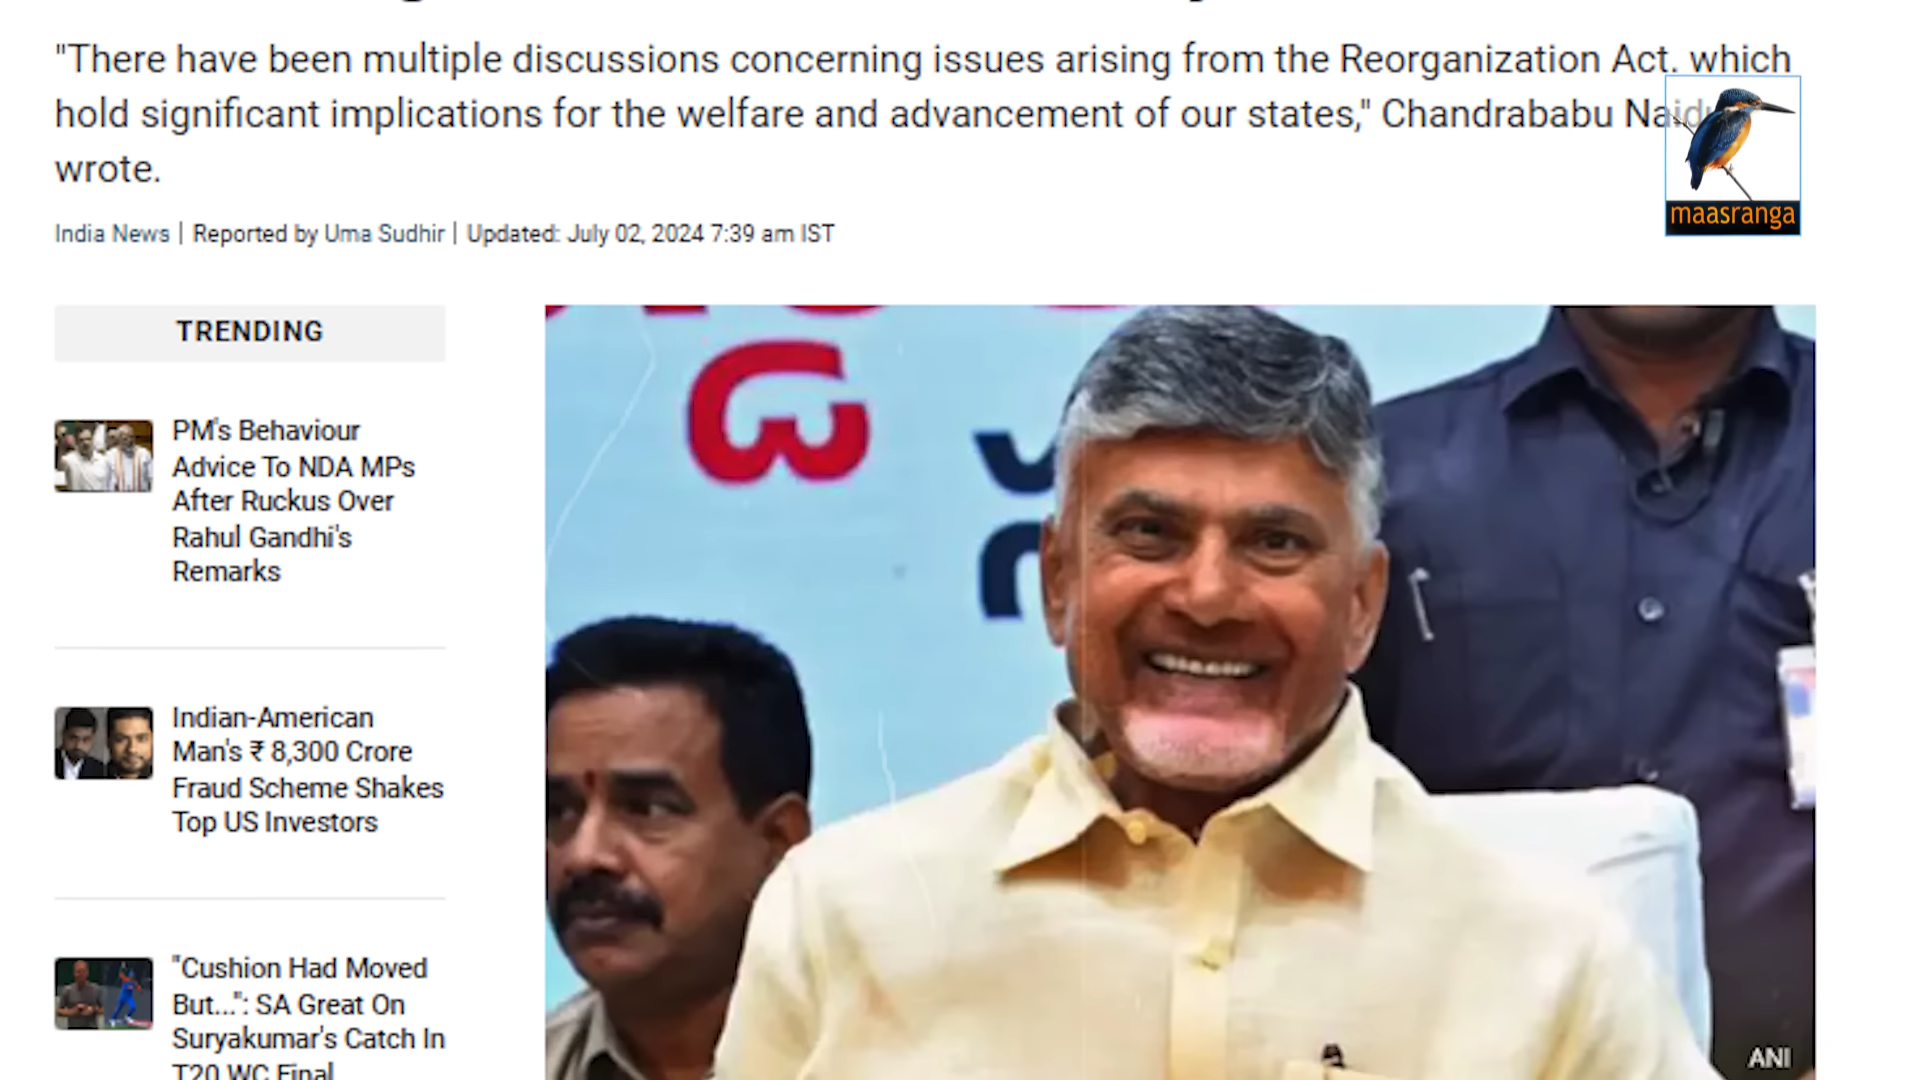 "There have been multiple discussions concerning issues arising from the Reorganization Act. which
hold significant implications for the welfare and advancement of our states," Chandrababu Naidu
wrote.
maasranga
India News | Reported by Uma Sudhir | Updated: July 02, 2024 7:39 am IST
TRENDING
PM's Behaviour
Advice To NDA MPs
After Ruckus Over
Rahul Gandhi's
Remarks
Indian-American
Man's ₹ 8,300 Crore
Fraud Scheme Shakes
Top US Investors
"Cushion Had Moved
But...": SA Great On
Suryakumar's Catch In
T20 WC Final
డ
ANI